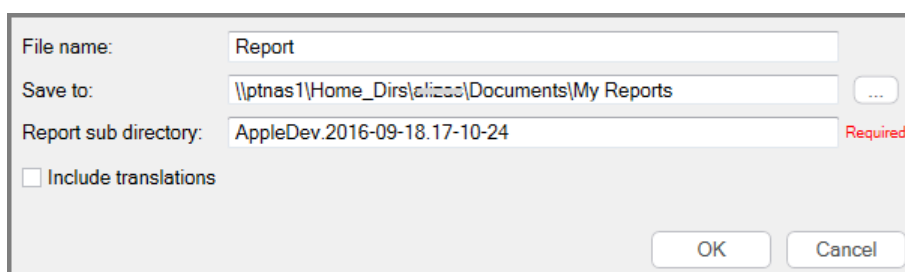 File name: Report
Save to: \\ptnas1\Home_Dirs\ \Documents\My Reports ...
Report sub directory: AppleDev.2016-09-18.17-10-24 Required
Include translations
OK Cancel